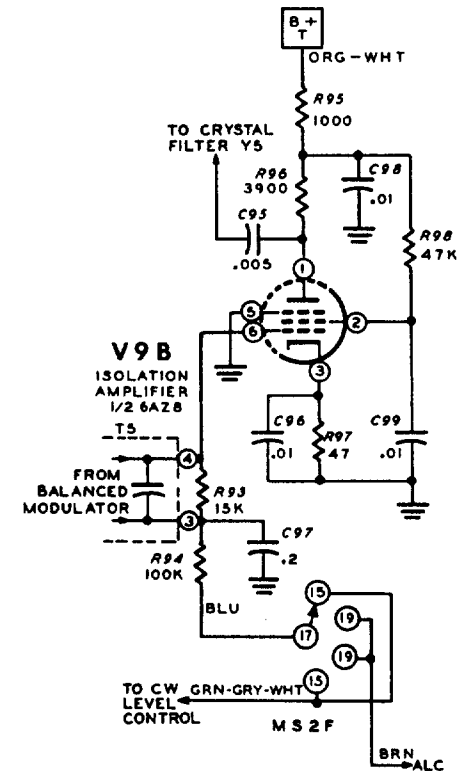 B +
T
ORG-WHT
R95
1000
TO CRYSTAL
FILTER Y5
R96
3900
C98
.01
C95
.005
R98
47K
1
5
6
2
3
V9B
ISOLATION
AMPLIFIER
1/2 6AZ8
T5
C96
.01
R97
47
C99
.01
4
FROM
BALANCED
MODULATOR
R93
15K
3
C97
.2
R94
100K
BLU
15
17
19
19
15
TO CW
LEVEL
CONTROL
GRN-GRY-WHT
MS2F
BRN
ALC